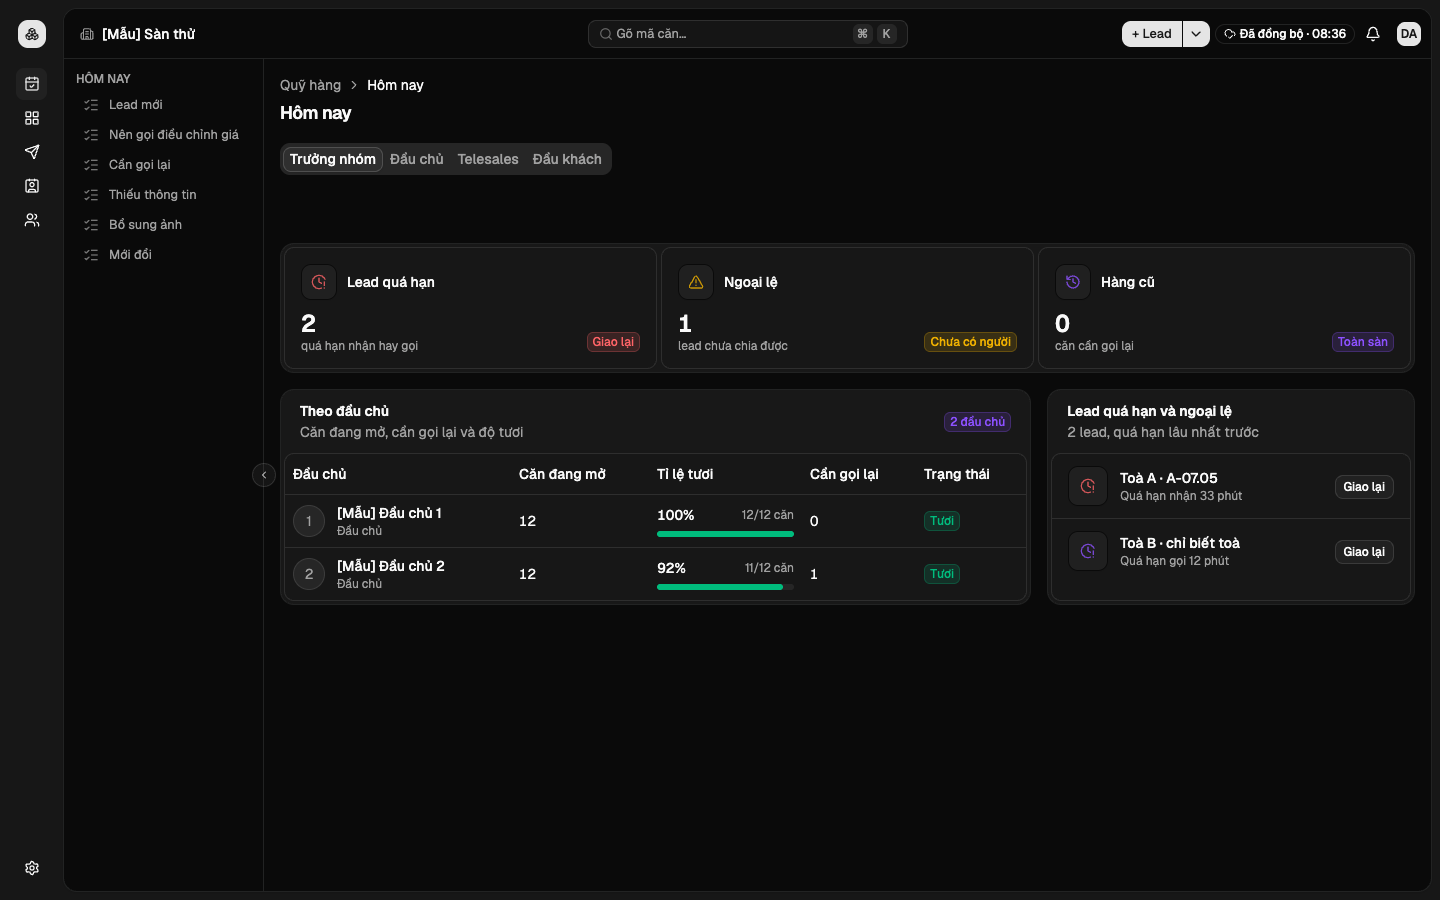 [Mẫu] Sàn thử
Gõ mã căn...
⌘ K
+ Lead
Đã đồng bộ · 08:36
DA
HÔM NAY
Lead mới
Nên gọi điều chỉnh giá
Cần gọi lại
Thiếu thông tin
Bổ sung ảnh
Mới đổi
Quỹ hàng > Hôm nay
Hôm nay
Trưởng nhóm
Đầu chủ
Telesales
Đầu khách
Lead quá hạn
2
quá hạn nhận hay gọi
Giao lại
Ngoại lệ
1
lead chưa chia được
Chưa có người
Hàng cũ
0
căn cần gọi lại
Toàn sàn
Theo đầu chủ
Căn đang mở, cần gọi lại và độ tươi
2 đầu chủ
Đầu chủ Căn đang mở Tỉ lệ tươi Cần gọi lại Trạng thái
1
[Mẫu] Đầu chủ 1
Đầu chủ
12
100% 12/12 căn
0
Tươi
2
[Mẫu] Đầu chủ 2
Đầu chủ
12
92% 11/12 căn
1
Tươi
Lead quá hạn và ngoại lệ
2 lead, quá hạn lâu nhất trước
Toà A · A-07.05
Quá hạn nhận 33 phút
Giao lại
Toà B · chỉ biết toà
Quá hạn gọi 12 phút
Giao lại